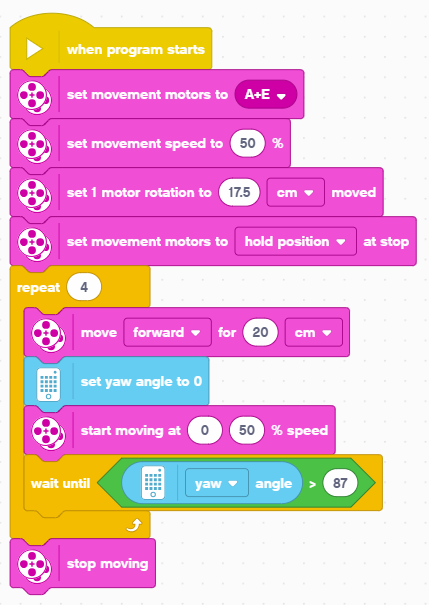 when program starts
set movement motors to A+E
set movement speed to 50 %
set 1 motor rotation to 17.5 cm moved
set movement motors to hold position at stop
repeat 4
move forward for 20 cm
set yaw angle to 0
start moving at 0 50 % speed
wait until yaw angle > 87
stop moving